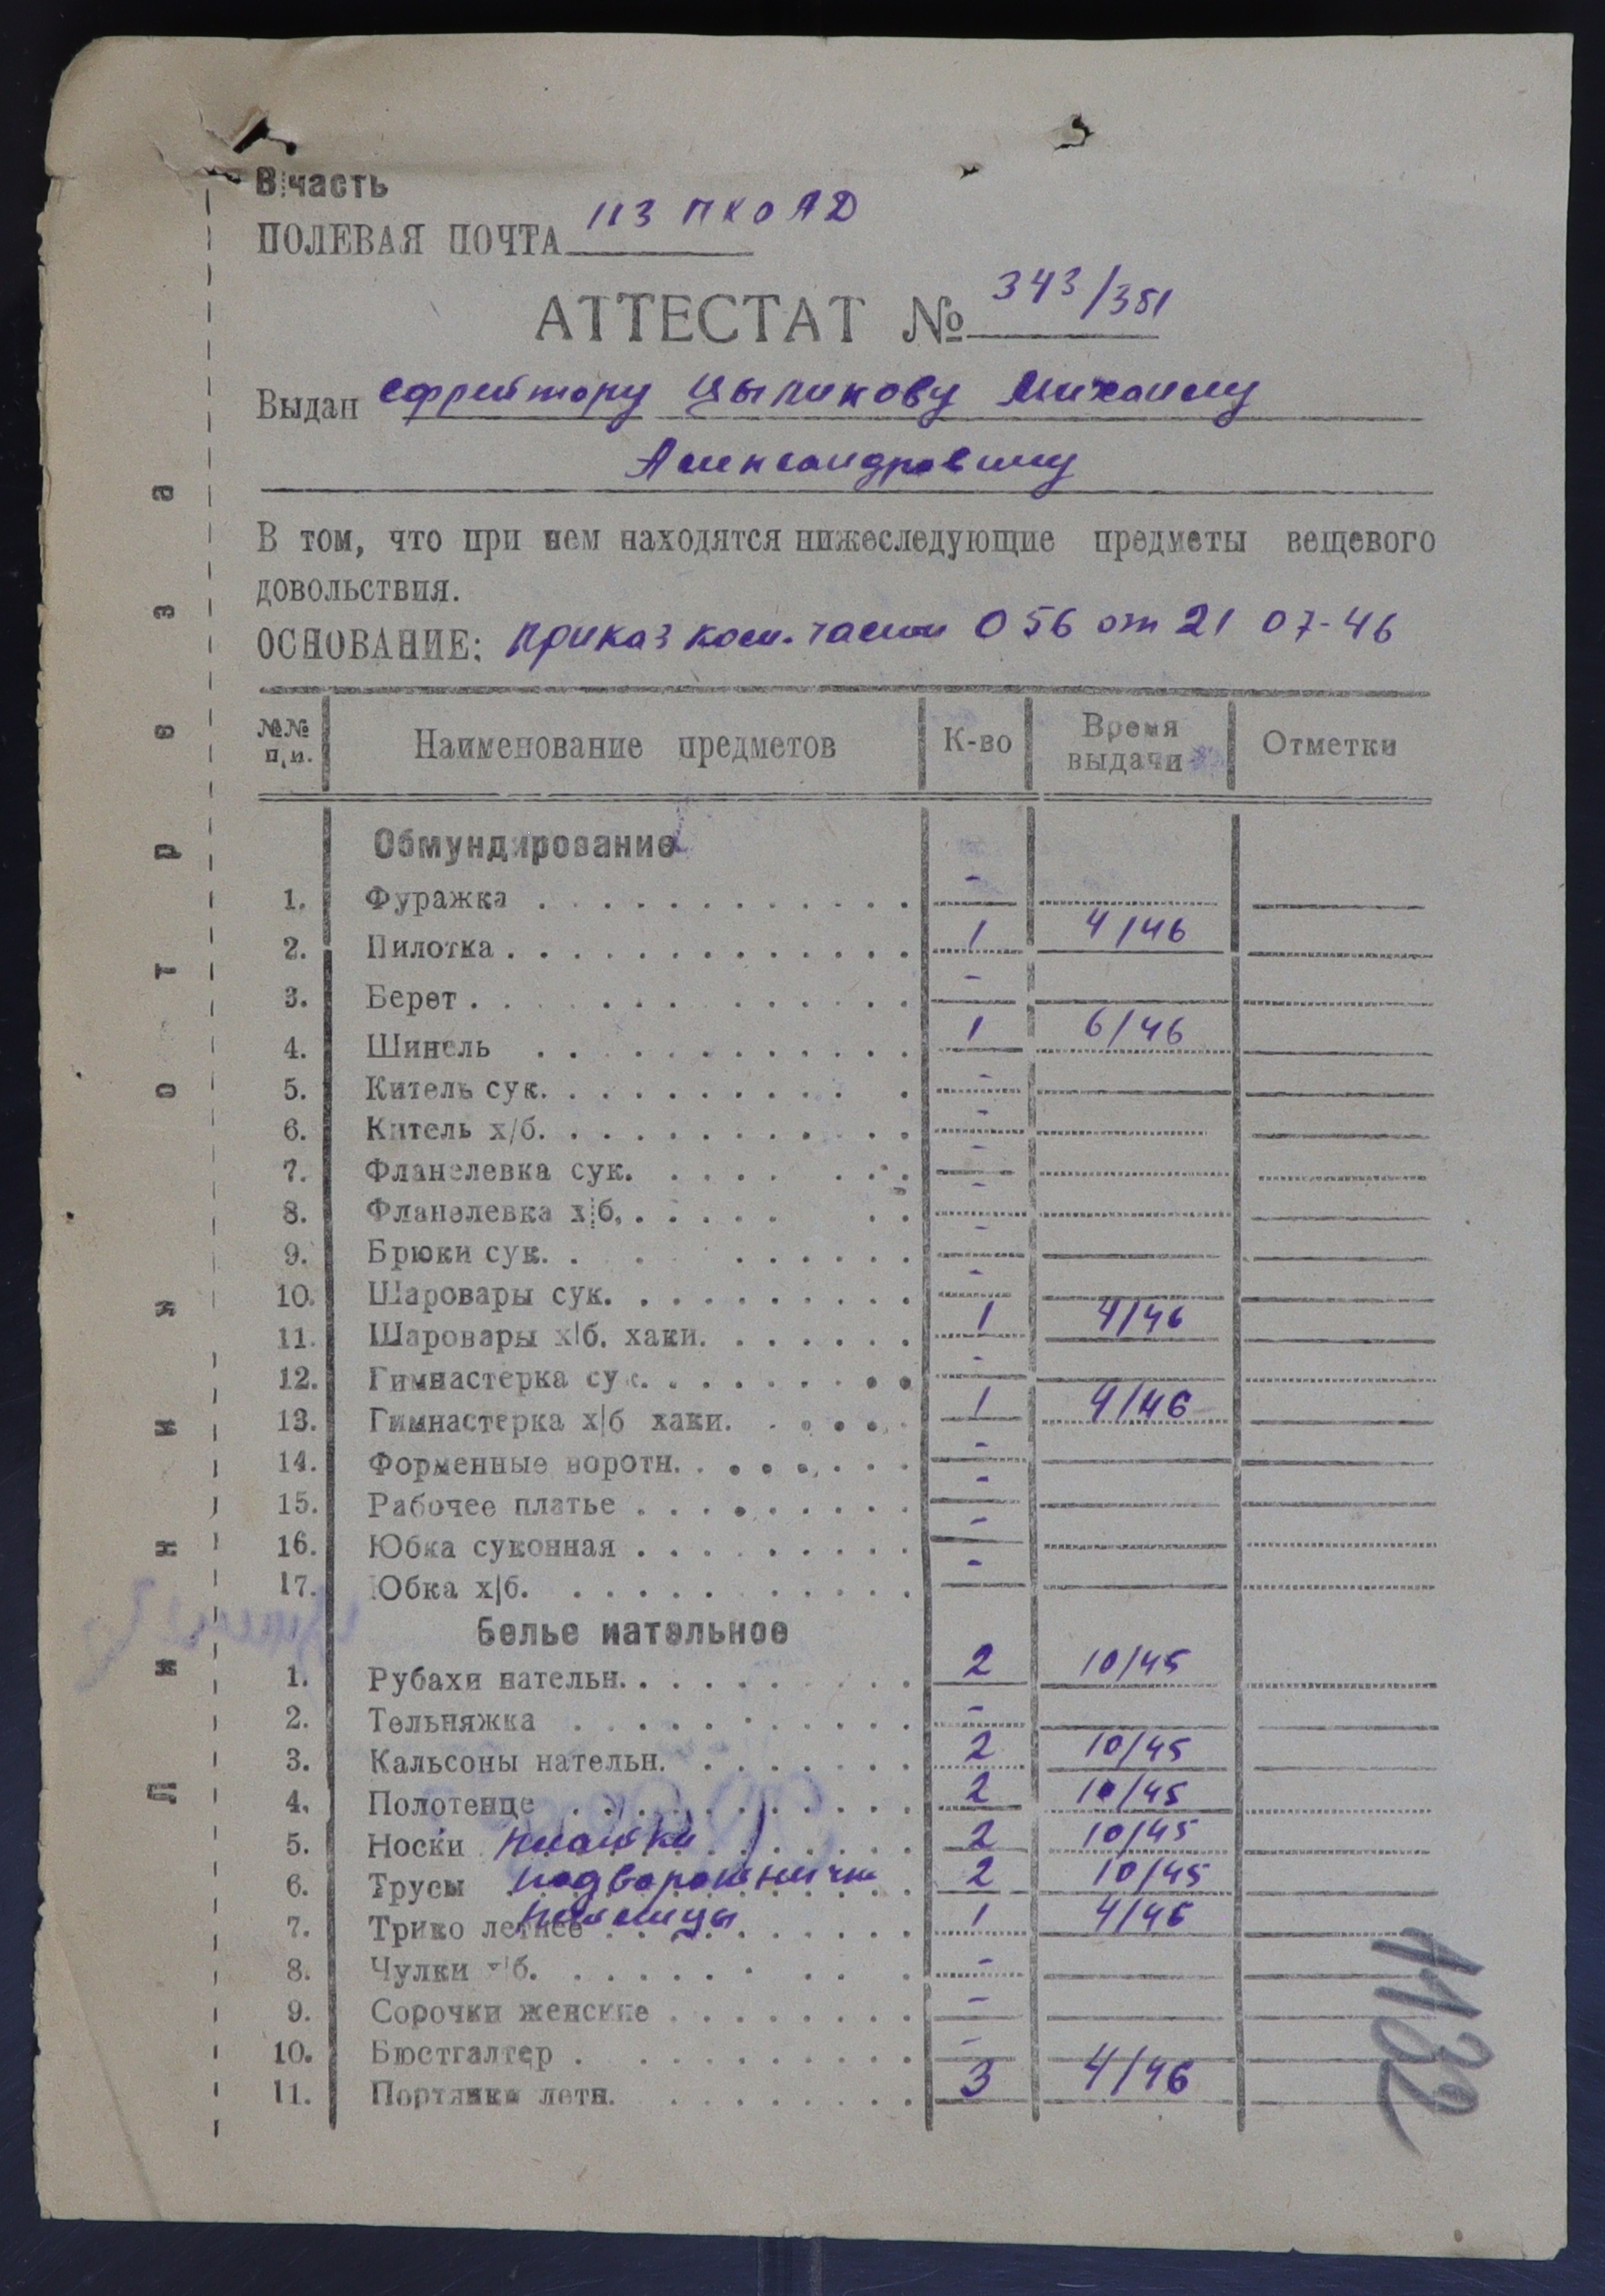 В часть
ПОЛЕВАЯ ПОЧТА 113 ПКОАД
АТТЕСТАТ № 343/381
Выдан ефрейтору Цыпикову Михаилу
Александровичу
В том, что при нем находятся нижеследующие предметы вещевого
довольствия.
ОСНОВАНИЕ: приказ ком. части 056 от 21 07-46
№№ п.п. Наименование предметов К-во Время выдачи Отметки
Обмундирование
1. Фуражка -
2. Пилотка 1 4/46
3. Берет -
4. Шинель 1 6/46
5. Китель сук. -
6. Китель х/б. -
7. Фланелевка сук. -
8. Фланелевка х|б. -
9. Брюки сук. -
10. Шаровары сук. -
11. Шаровары х|б. хаки. 1 4/46
12. Гимнастерка сук. -
13. Гимнастерка х|б хаки. 1 4/46
14. Форменные воротн. -
15. Рабочее платье -
16. Юбка суконная -
17. Юбка х|б. -
Белье нательное
1. Рубахи нательн. 2 10/45
2. Тельняжка -
3. Кальсоны нательн. 2 10/45
4. Полотенце 2 10/45
5. Носки 2 10/45
6. Трусы подворотнички 2 10/45
7. Трико летнее 1 4/46
8. Чулки х|б. -
9. Сорочки женские -
10. Бюстгалтер -
11. Портянки летн. 3 4/46
Линия отрвза
1132